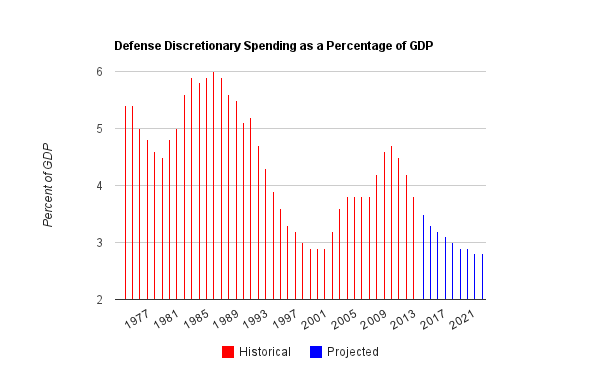 Defense Discretionary Spending as a Percentage of GDP
Percent of GDP
6
5
4
3
2
1977 1981 1985 1989 1993 1997 2001 2005 2009 2013 2017 2021
Historical Projected